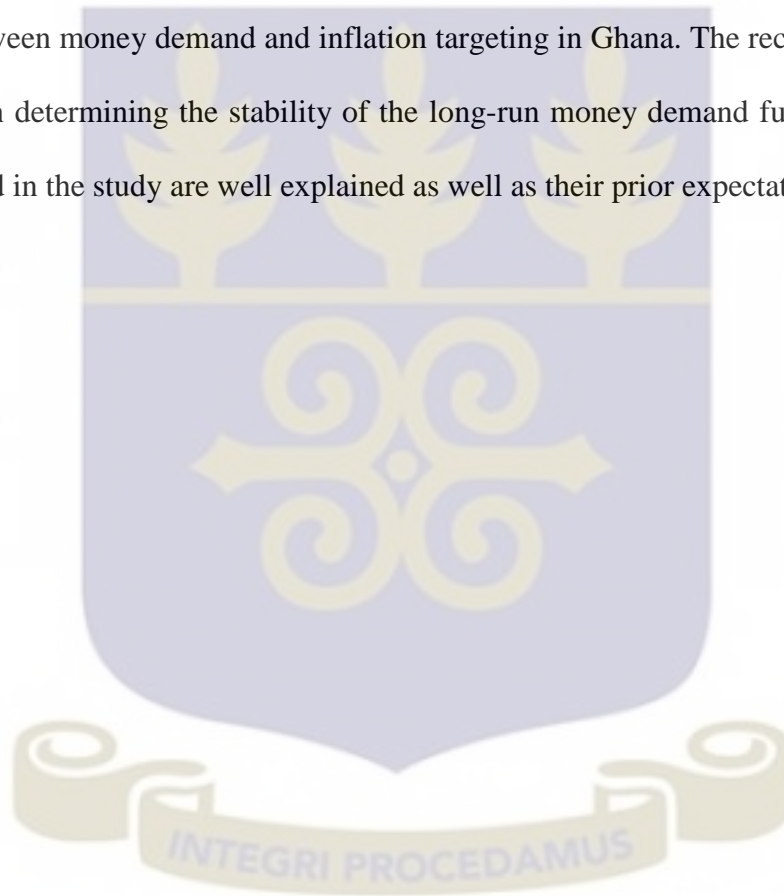 ween money demand and inflation targeting in Ghana. The rec
n determining the stability of the long-run money demand fu
d in the study are well explained as well as their prior expectat
INTEGRI PROCEDAMUS